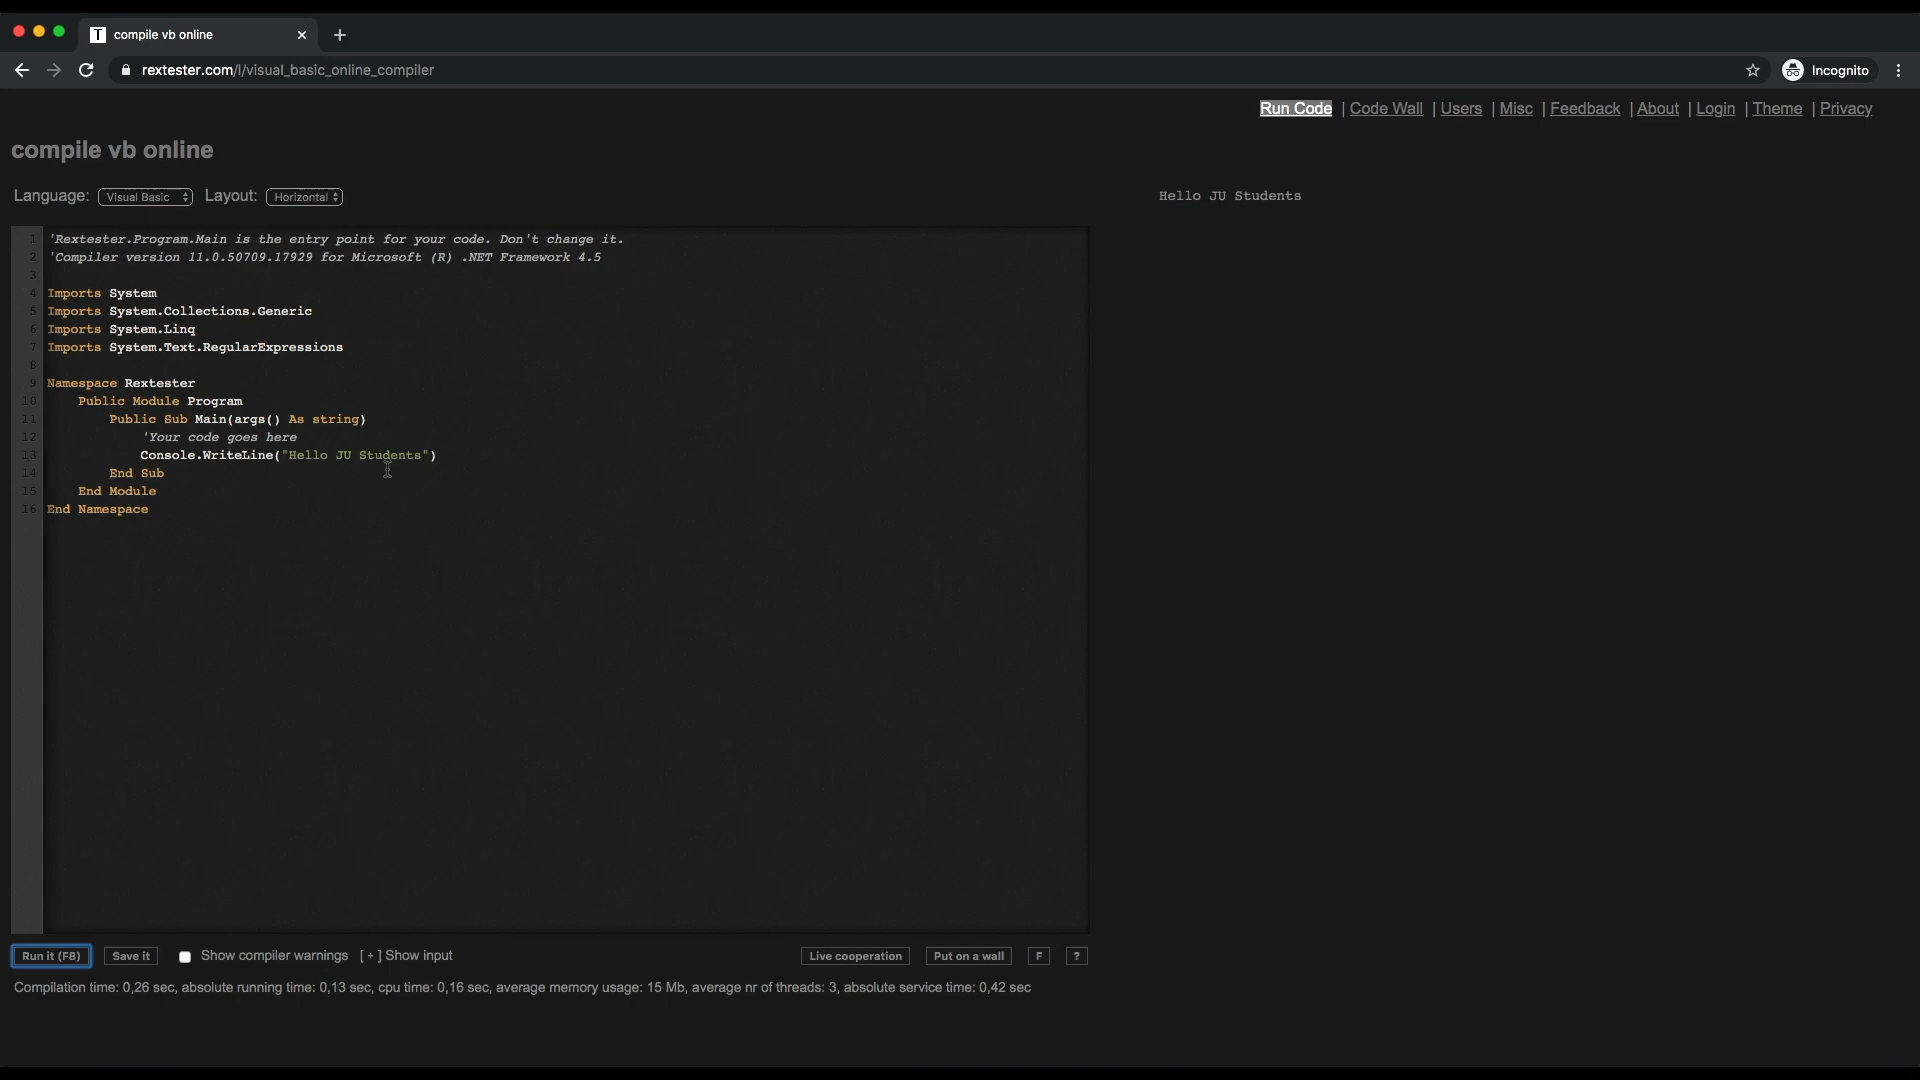 T compile vb online
rextester.com/l/visual_basic_online_compiler
Incognito
Run Code | Code Wall | Users | Misc | Feedback | About | Login | Theme | Privacy
compile vb online
Language: Visual Basic Layout: Horizontal
Hello JU Students
1 'Rextester.Program.Main is the entry point for your code. Don't change it.
2 'Compiler version 11.0.50709.17929 for Microsoft (R) .NET Framework 4.5
3
4 Imports System
5 Imports System.Collections.Generic
6 Imports System.Linq
7 Imports System.Text.RegularExpressions
8
9 Namespace Rextester
10 Public Module Program
11 Public Sub Main(args() As string)
12 'Your code goes here
13 Console.WriteLine("Hello JU Students")
14 End Sub
15 End Module
16 End Namespace
Run it (F8) Save it Show compiler warnings [ + ] Show input Live cooperation Put on a wall F ?
Compilation time: 0,26 sec, absolute running time: 0,13 sec, cpu time: 0,16 sec, average memory usage: 15 Mb, average nr of threads: 3, absolute service time: 0,42 sec